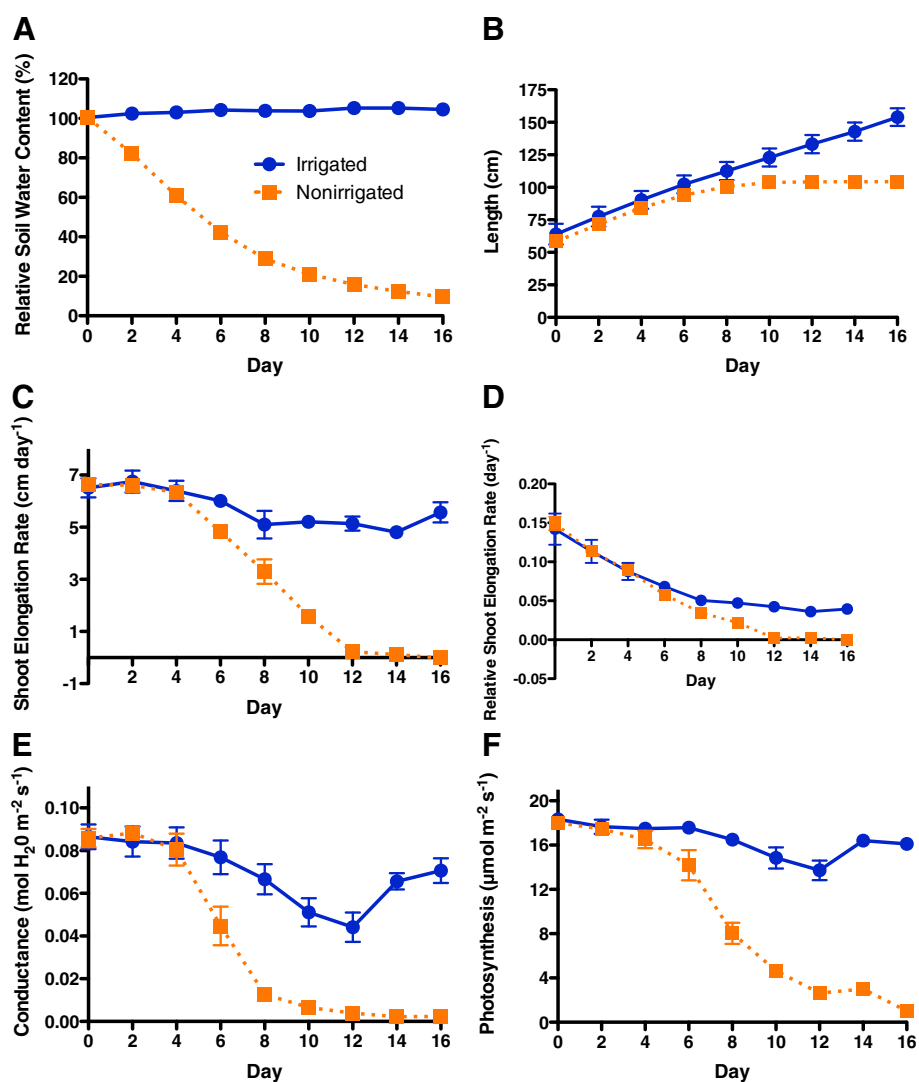 A
Relative Soil Water Content (%)
120
100
80
60
40
20
0
Irrigated
Nonirrigated
0 2 4 6 8 10 12 14 16
Day
B
Length (cm)
175
150
125
100
75
50
25
0
0 2 4 6 8 10 12 14 16
Day
C
Shoot Elongation Rate (cm day-1)
7
5
3
1
-1
2 4 6 8 10 12 14 16
Day
D
Relative Shoot Elongation Rate (day-1)
0.20
0.15
0.10
0.05
0.00
-0.05
2 4 6 8 10 12 14 16
Day
E
Conductance (mol H20 m-2 s-1)
0.10
0.08
0.06
0.04
0.02
0.00
0 2 4 6 8 10 12 14 16
Day
F
Photosynthesis (μmol m-2 s-1)
20
16
12
8
4
0
0 2 4 6 8 10 12 14 16
Day